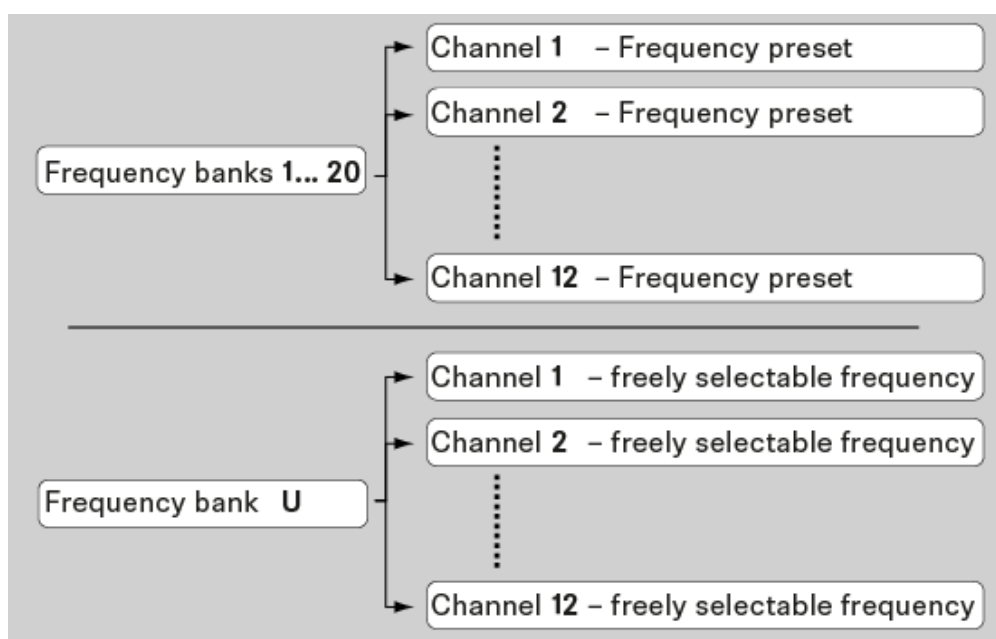 Channel 1 – Frequency preset
Channel 2 – Frequency preset
Frequency banks 1... 20
Channel 12 – Frequency preset
Channel 1 – freely selectable frequency
Channel 2 – freely selectable frequency
Frequency bank U
Channel 12 – freely selectable frequency